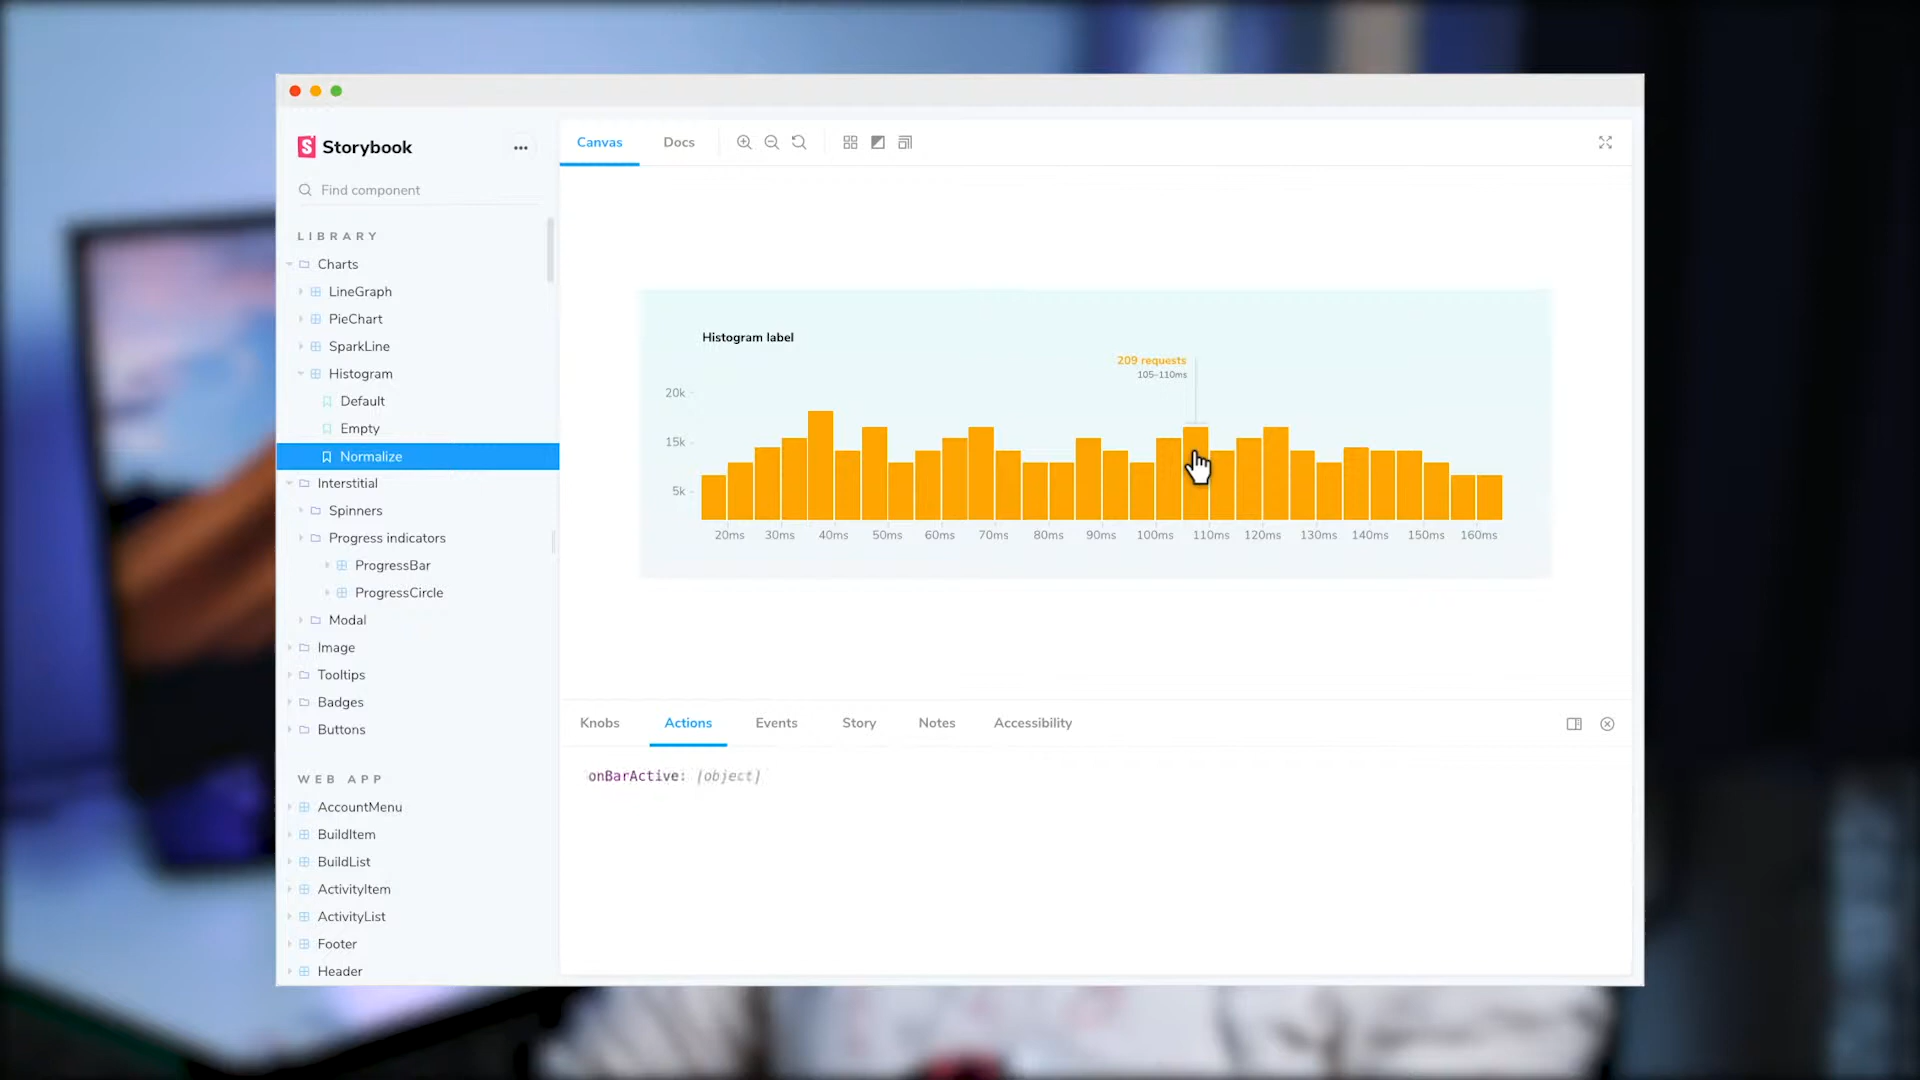 Storybook
Find component
LIBRARY
Charts
LineGraph
PieChart
SparkLine
Histogram
Default
Empty
Normalize
Interstitial
Spinners
Progress indicators
ProgressBar
ProgressCircle
Modal
Image
Tooltips
Badges
Buttons
WEB APP
AccountMenu
BuildItem
BuildList
ActivityItem
ActivityList
Footer
Header
Canvas Docs
Histogram label
209 requests
105–110ms
20k
15k
5k
20ms 30ms 40ms 50ms 60ms 70ms 80ms 90ms 100ms 110ms 120ms 130ms 140ms 150ms 160ms
Knobs Actions Events Story Notes Accessibility
onBarActive: [object]